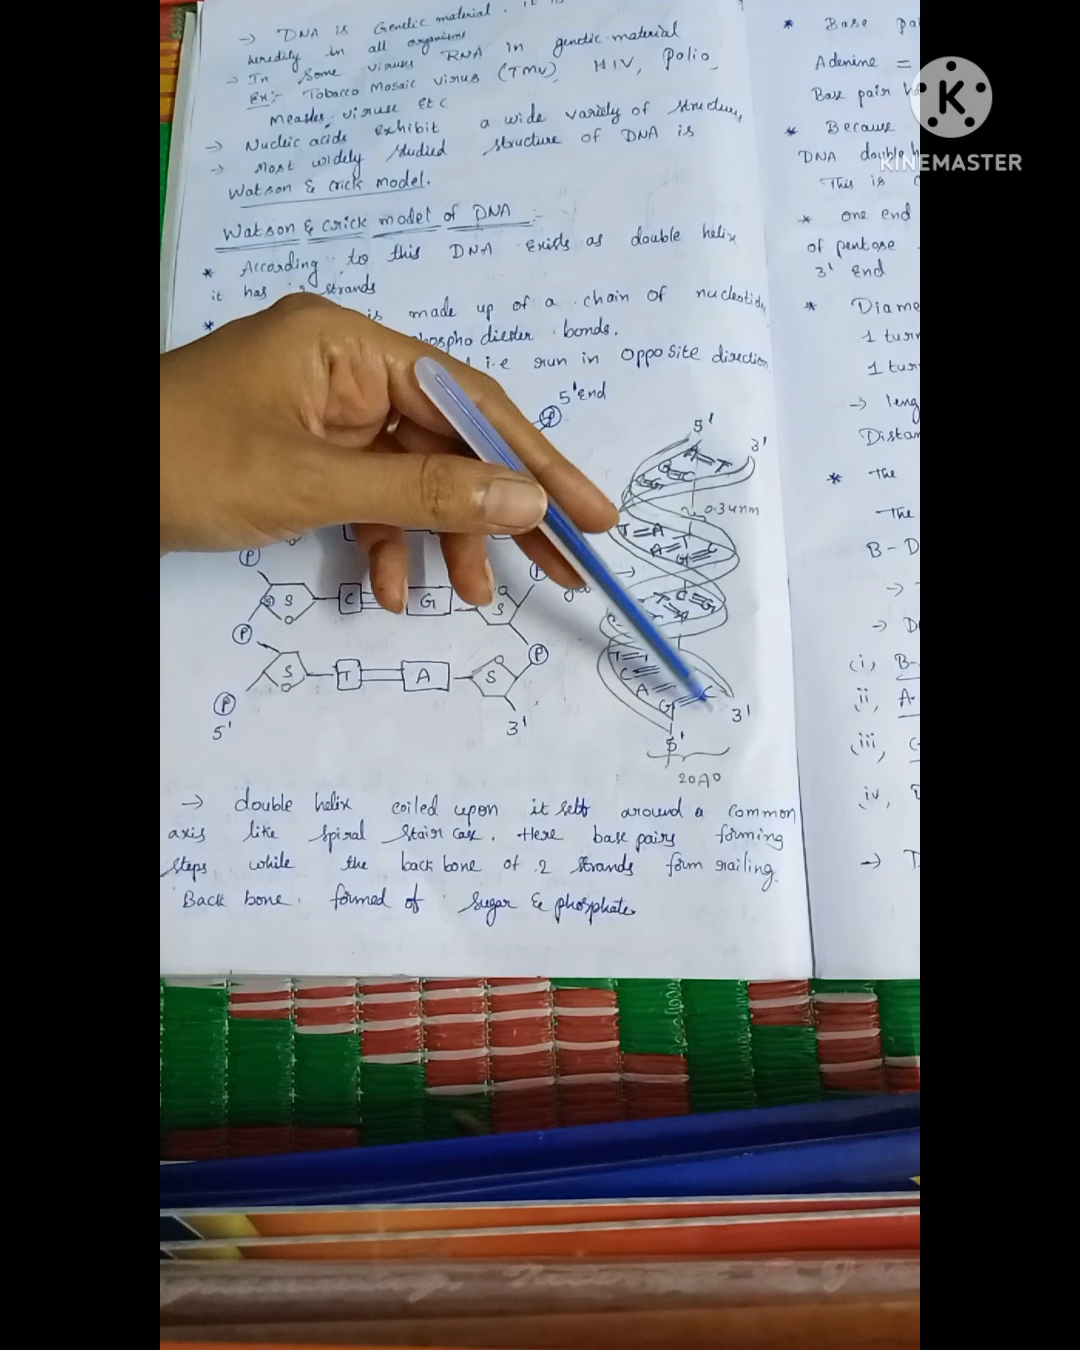 → DNA is Genetic material. it is
heredity in all organisms
→ In some viruses RNA in genetic material
Ex:- Tobacco Mosaic virus (TMV), HIV, Polio,
Measles, viruse Etc
→ Nucleic acids exhibit a wide variety of structure,
→ Most widely studied structure of DNA is
Watson & crick model.
Watson & crick model of DNA :-
* According to this DNA exists as double helix
it has 2 strands
* is made up of a chain of nucleotide
phospho diester bonds.
i.e run in opposite direction
5' End
P
P
S
C
G
S
P
P
S
T
A
S
P
P
5'
3'
5'
3'
A=T
G≡C
C≡G
0.34nm
T=A
A=T
G≡C
C≡G
T
C
A
G≡C
3'
5'
20A°
→ double helix coiled upon it self around a common
axis like spiral stair case. Here base pairs forming
steps while the back bone of 2 strands form railing.
Back bone formed of sugar & phosphate
* Base
Adenine =
Base pair
* Because
DNA double
This is
* one end
of pentose
3' End
*
1 turn
1 turn
→
* The
The
B-D
→
→ D
(i, B-
ii, A-
iii, C-
iv,
→ T
K
KINEMASTER